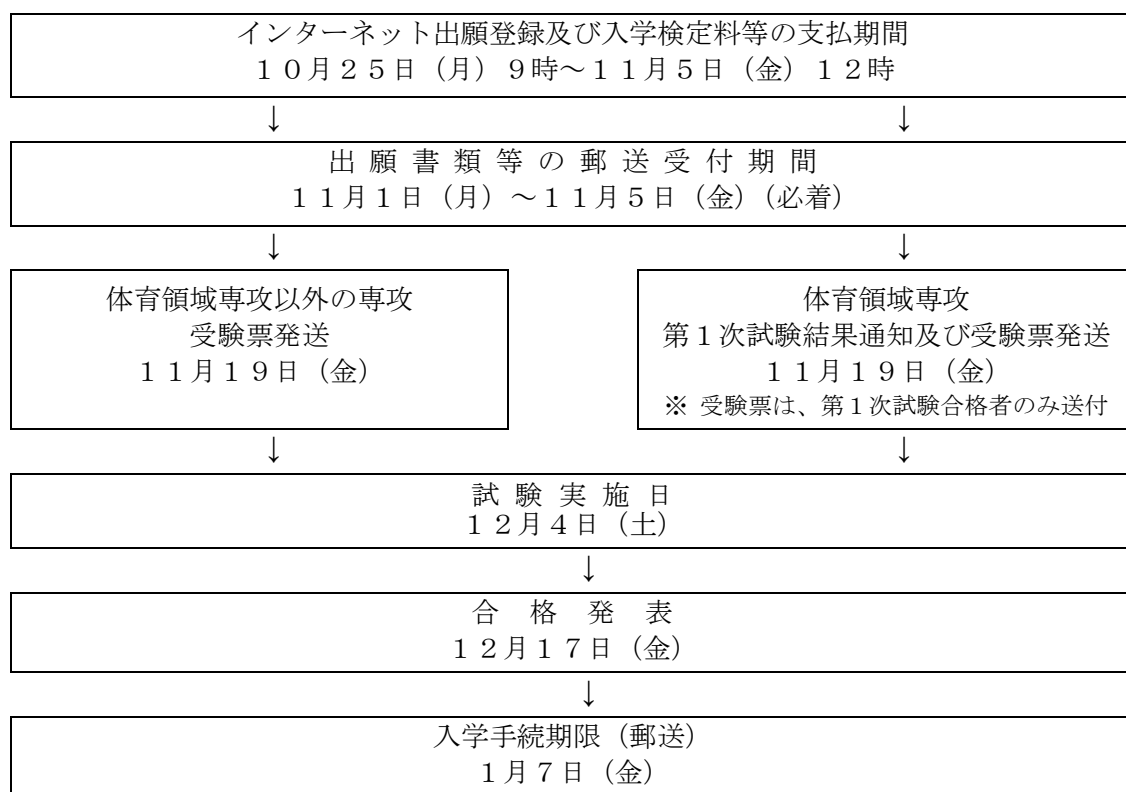 インターネット出願登録及び入学検定料等の支払期間
１０月２５日（月）９時～１１月５日（金）１２時
↓ ↓
出 願 書 類 等 の 郵 送 受 付 期 間
１１月１日（月）～１１月５日（金）（必着）
↓ ↓
体育領域専攻以外の専攻
受験票発送
１１月１９日（金）
体育領域専攻
第１次試験結果通知及び受験票発送
１１月１９日（金）
※ 受験票は、第１次試験合格者のみ送付
↓ ↓
試 験 実 施 日
１２月４日（土）
↓
合 格 発 表
１２月１７日（金）
↓
入学手続期限（郵送）
１月７日（金）